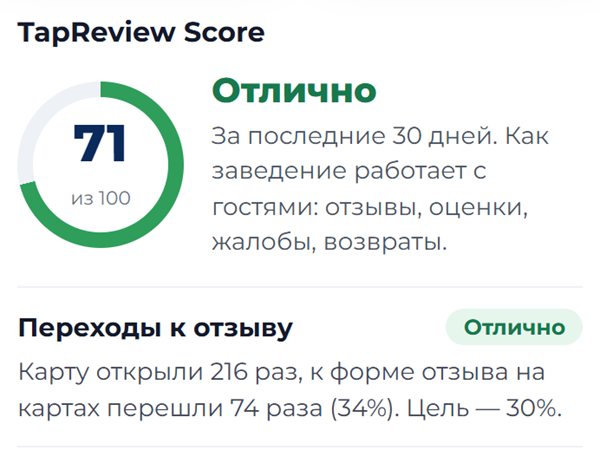 TapReview Score
71
из 100
Отлично
За последние 30 дней. Как
заведение работает с
гостями: отзывы, оценки,
жалобы, возвраты.
Переходы к отзыву
Отлично
Карту открыли 216 раз, к форме отзыва на
картах перешли 74 раза (34%). Цель — 30%.